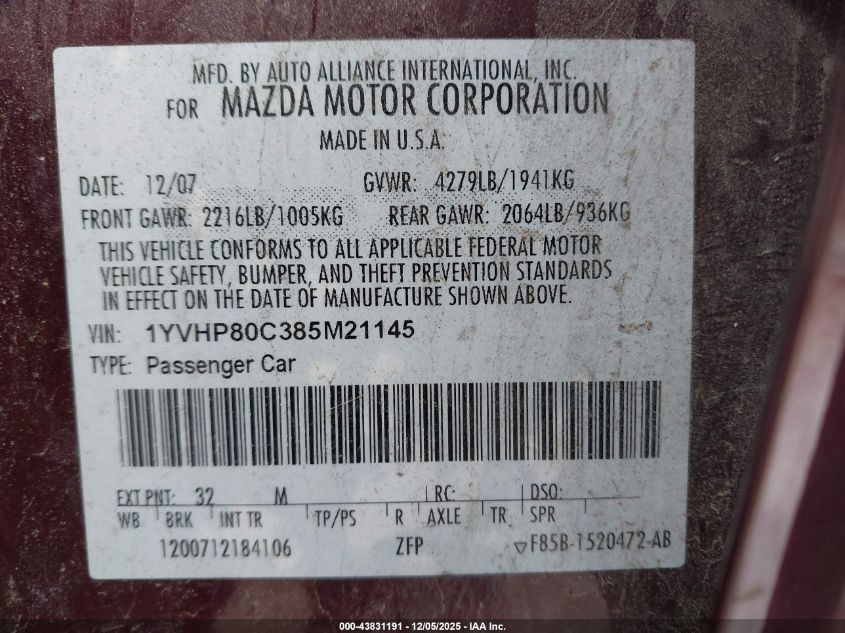 MFD. BY AUTO ALLIANCE INTERNATIONAL, INC.
FOR MAZDA MOTOR CORPORATION
MADE IN U.S.A.
DATE: 12/07 GVWR: 4279LB/1941KG
FRONT GAWR: 2216LB/1005KG REAR GAWR: 2064LB/936KG
THIS VEHICLE CONFORMS TO ALL APPLICABLE FEDERAL MOTOR
VEHICLE SAFETY, BUMPER, AND THEFT PREVENTION STANDARDS
IN EFFECT ON THE DATE OF MANUFACTURE SHOWN ABOVE.
VIN: 1YVHP80C385M21145
TYPE: Passenger Car
EXT PNT: 32 M RC: DSO:
WB BRK INT TR TP/PS R AXLE TR SPR
1200712184106 ZFP ▽F85B-1520472-AB
000-43831191 - 12/05/2025 - IAA Inc.